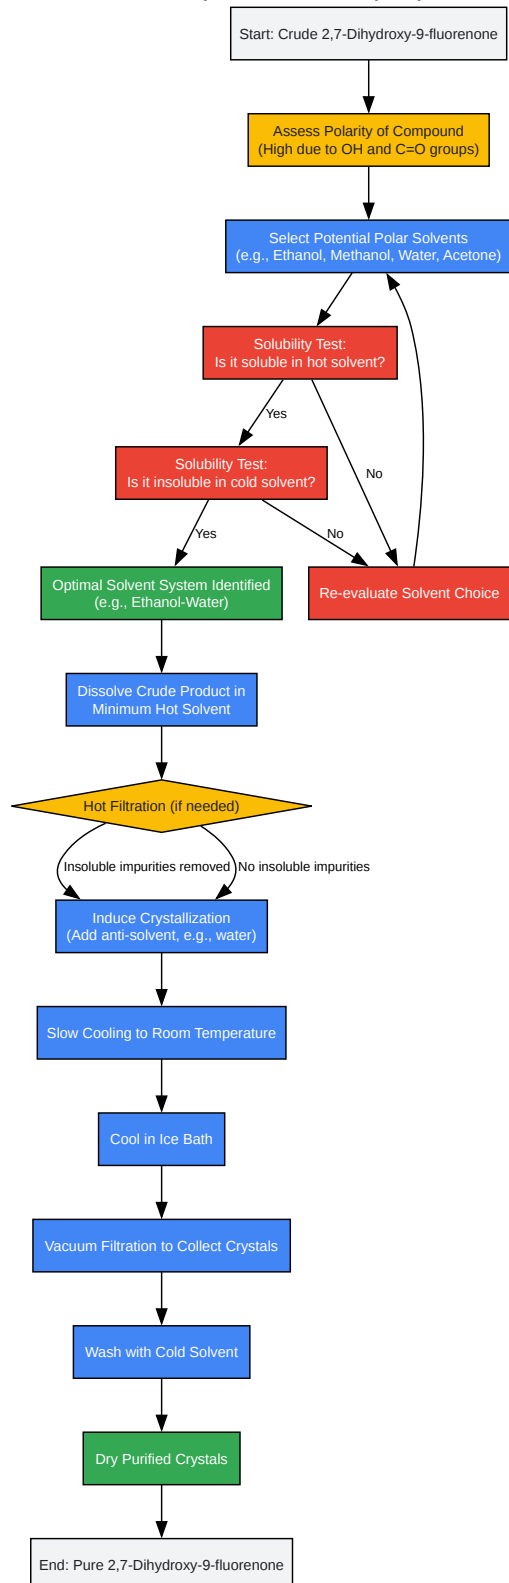 Start: Crude 2,7-Dihydroxy-9-fluorenone
Assess Polarity of Compound
(High due to OH and C=O groups)
Select Potential Polar Solvents
(e.g., Ethanol, Methanol, Water, Acetone)
Solubility Test:
Is it soluble in hot solvent?
Yes
No
Solubility Test:
Is it insoluble in cold solvent?
Yes
No
Optimal Solvent System Identified
(e.g., Ethanol-Water)
Re-evaluate Solvent Choice
Dissolve Crude Product in
Minimum Hot Solvent
Hot Filtration (if needed)
Insoluble impurities removed
No insoluble impurities
Induce Crystallization
(Add anti-solvent, e.g., water)
Slow Cooling to Room Temperature
Cool in Ice Bath
Vacuum Filtration to Collect Crystals
Wash with Cold Solvent
Dry Purified Crystals
End: Pure 2,7-Dihydroxy-9-fluorenone